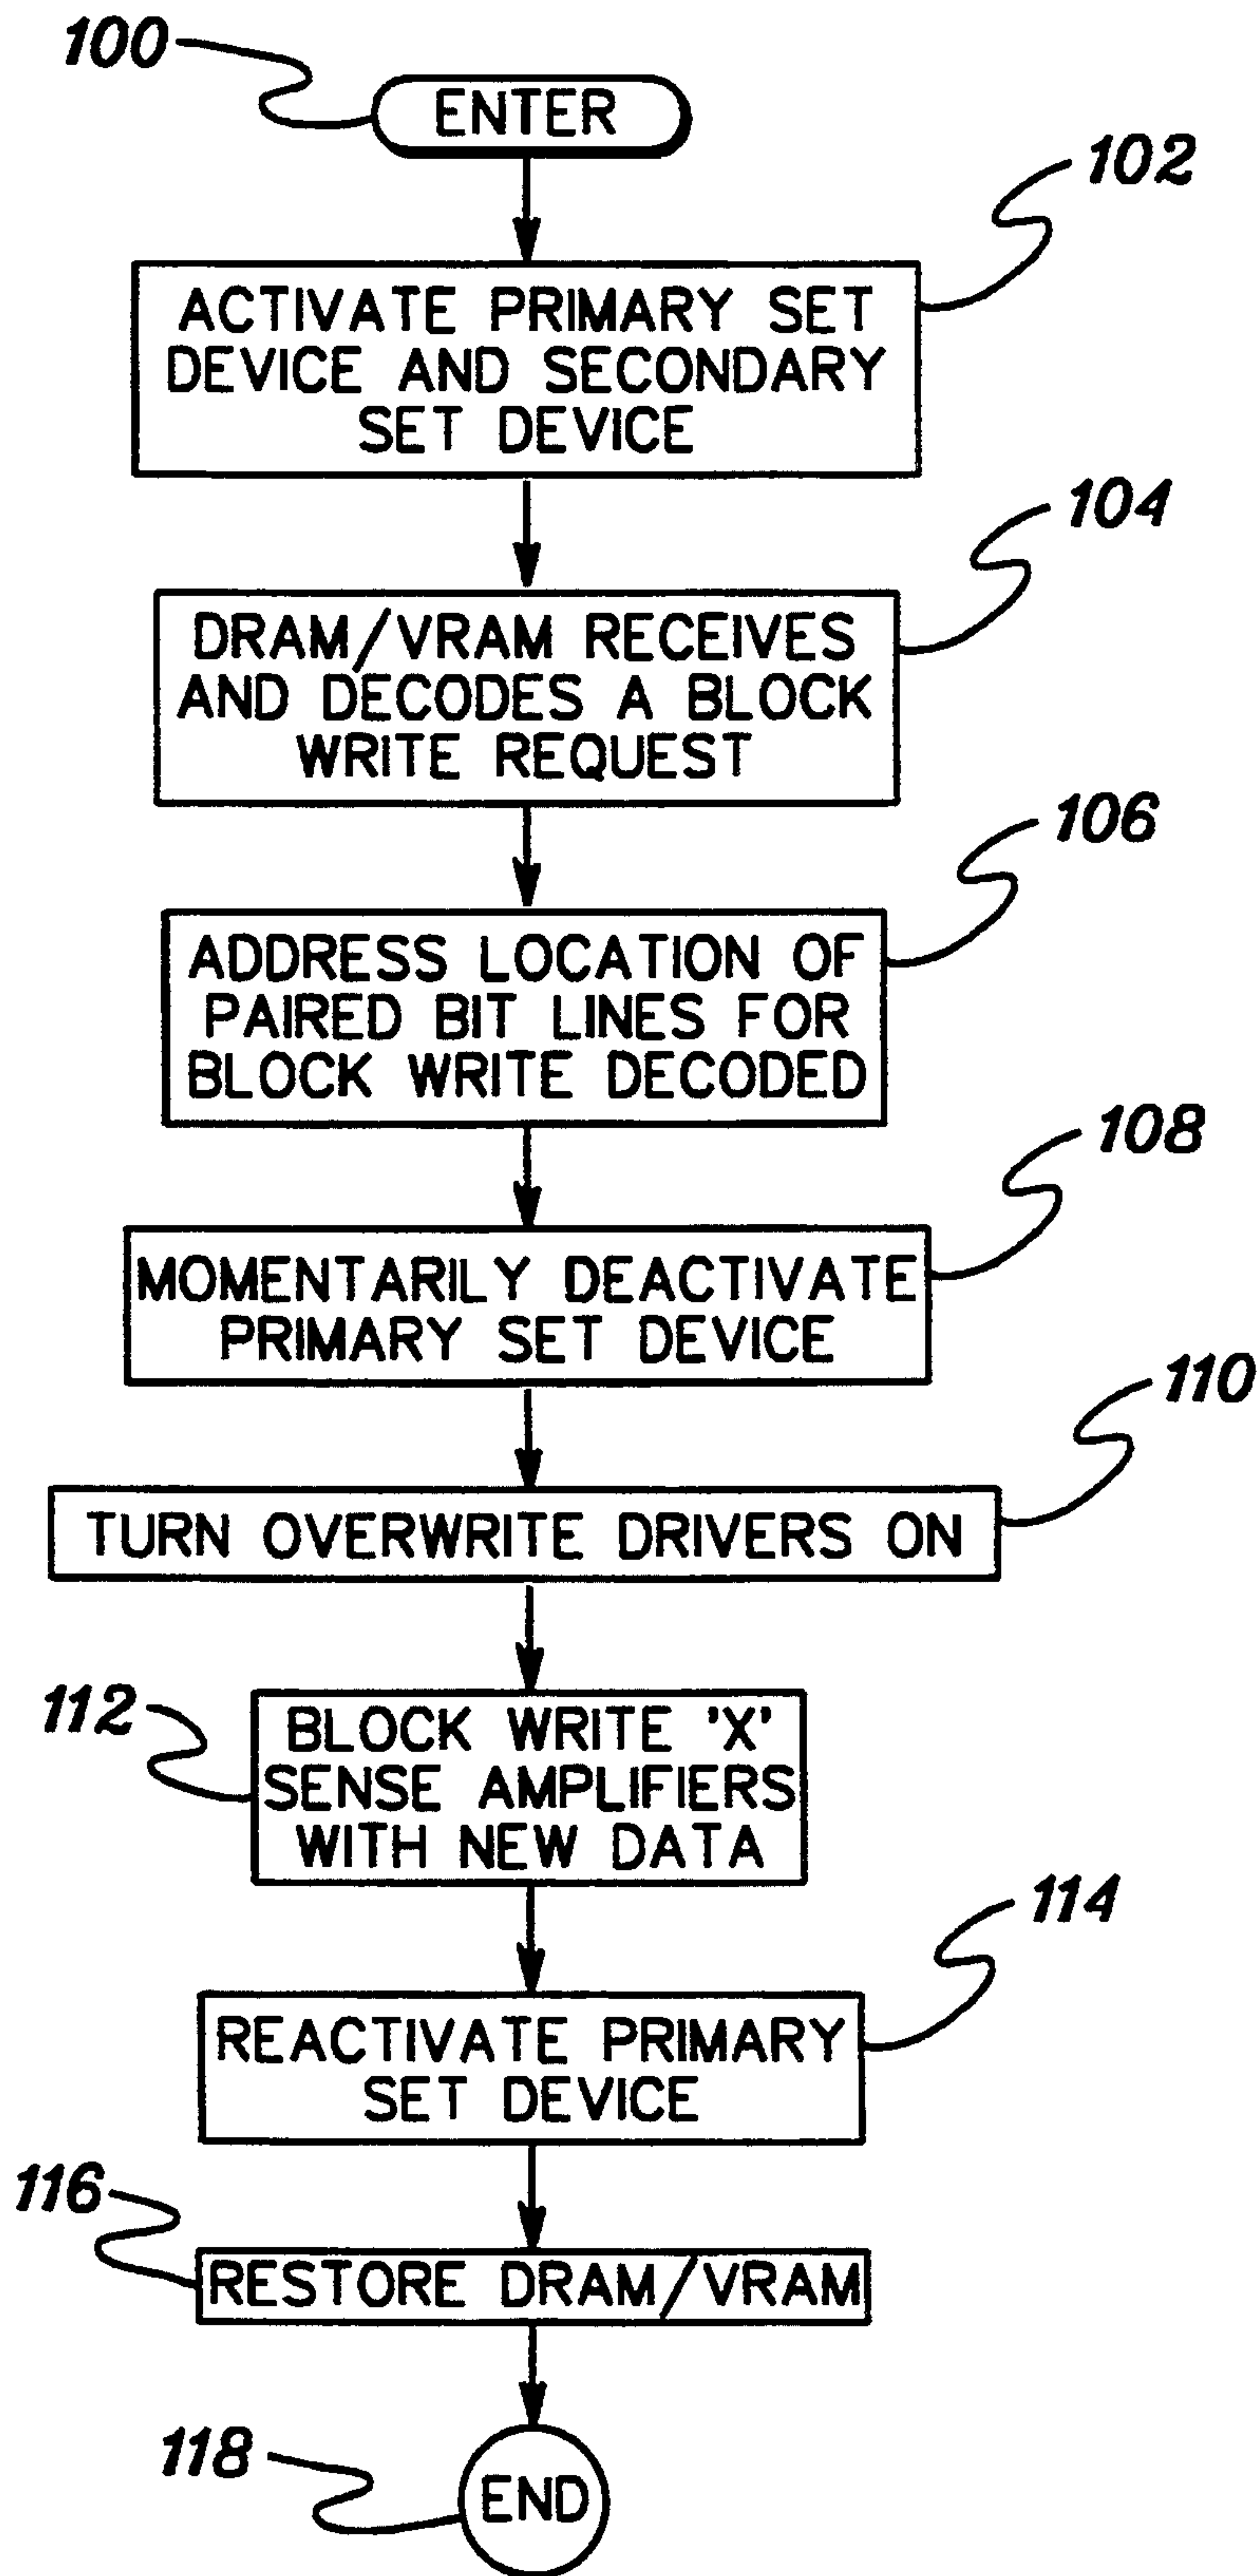 100
ENTER
102
ACTIVATE PRIMARY SET
DEVICE AND SECONDARY
SET DEVICE
104
DRAM/VRAM RECEIVES
AND DECODES A BLOCK
WRITE REQUEST
106
ADDRESS LOCATION OF
PAIRED BIT LINES FOR
BLOCK WRITE DECODED
108
MOMENTARILY DEACTIVATE
PRIMARY SET DEVICE
110
TURN OVERWRITE DRIVERS ON
112
BLOCK WRITE 'X'
SENSE AMPLIFIERS
WITH NEW DATA
114
REACTIVATE PRIMARY
SET DEVICE
116
RESTORE DRAM/VRAM
118
END